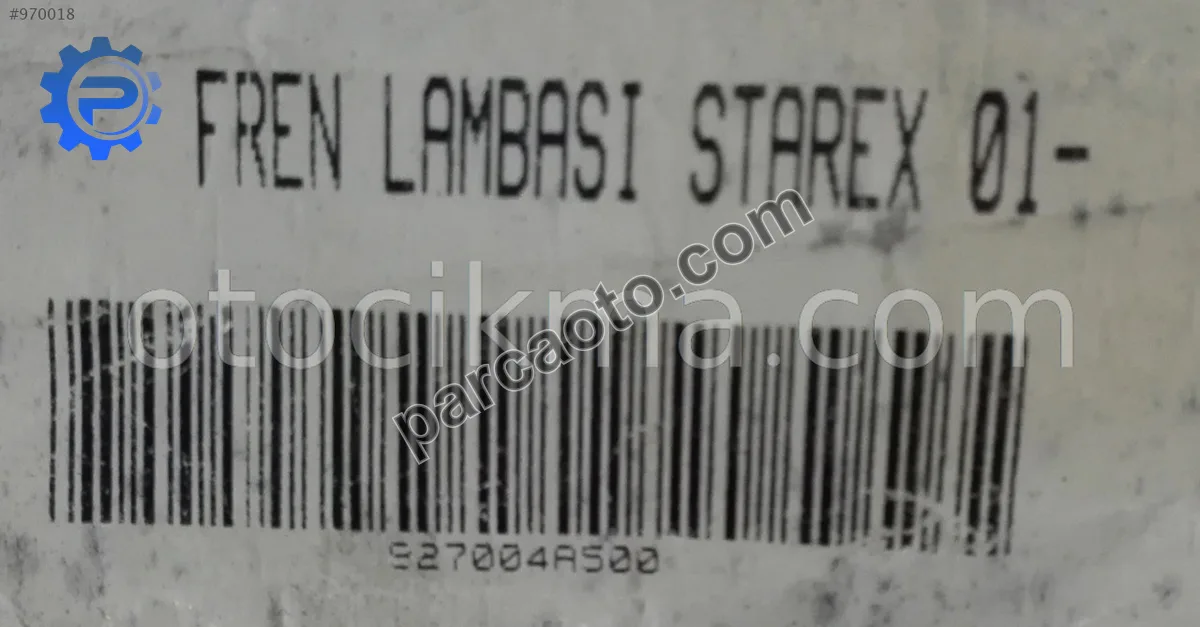 #970018
FREN LAMBASI STAREX 01-
otocikma.com
parcaoto.com
927004A500